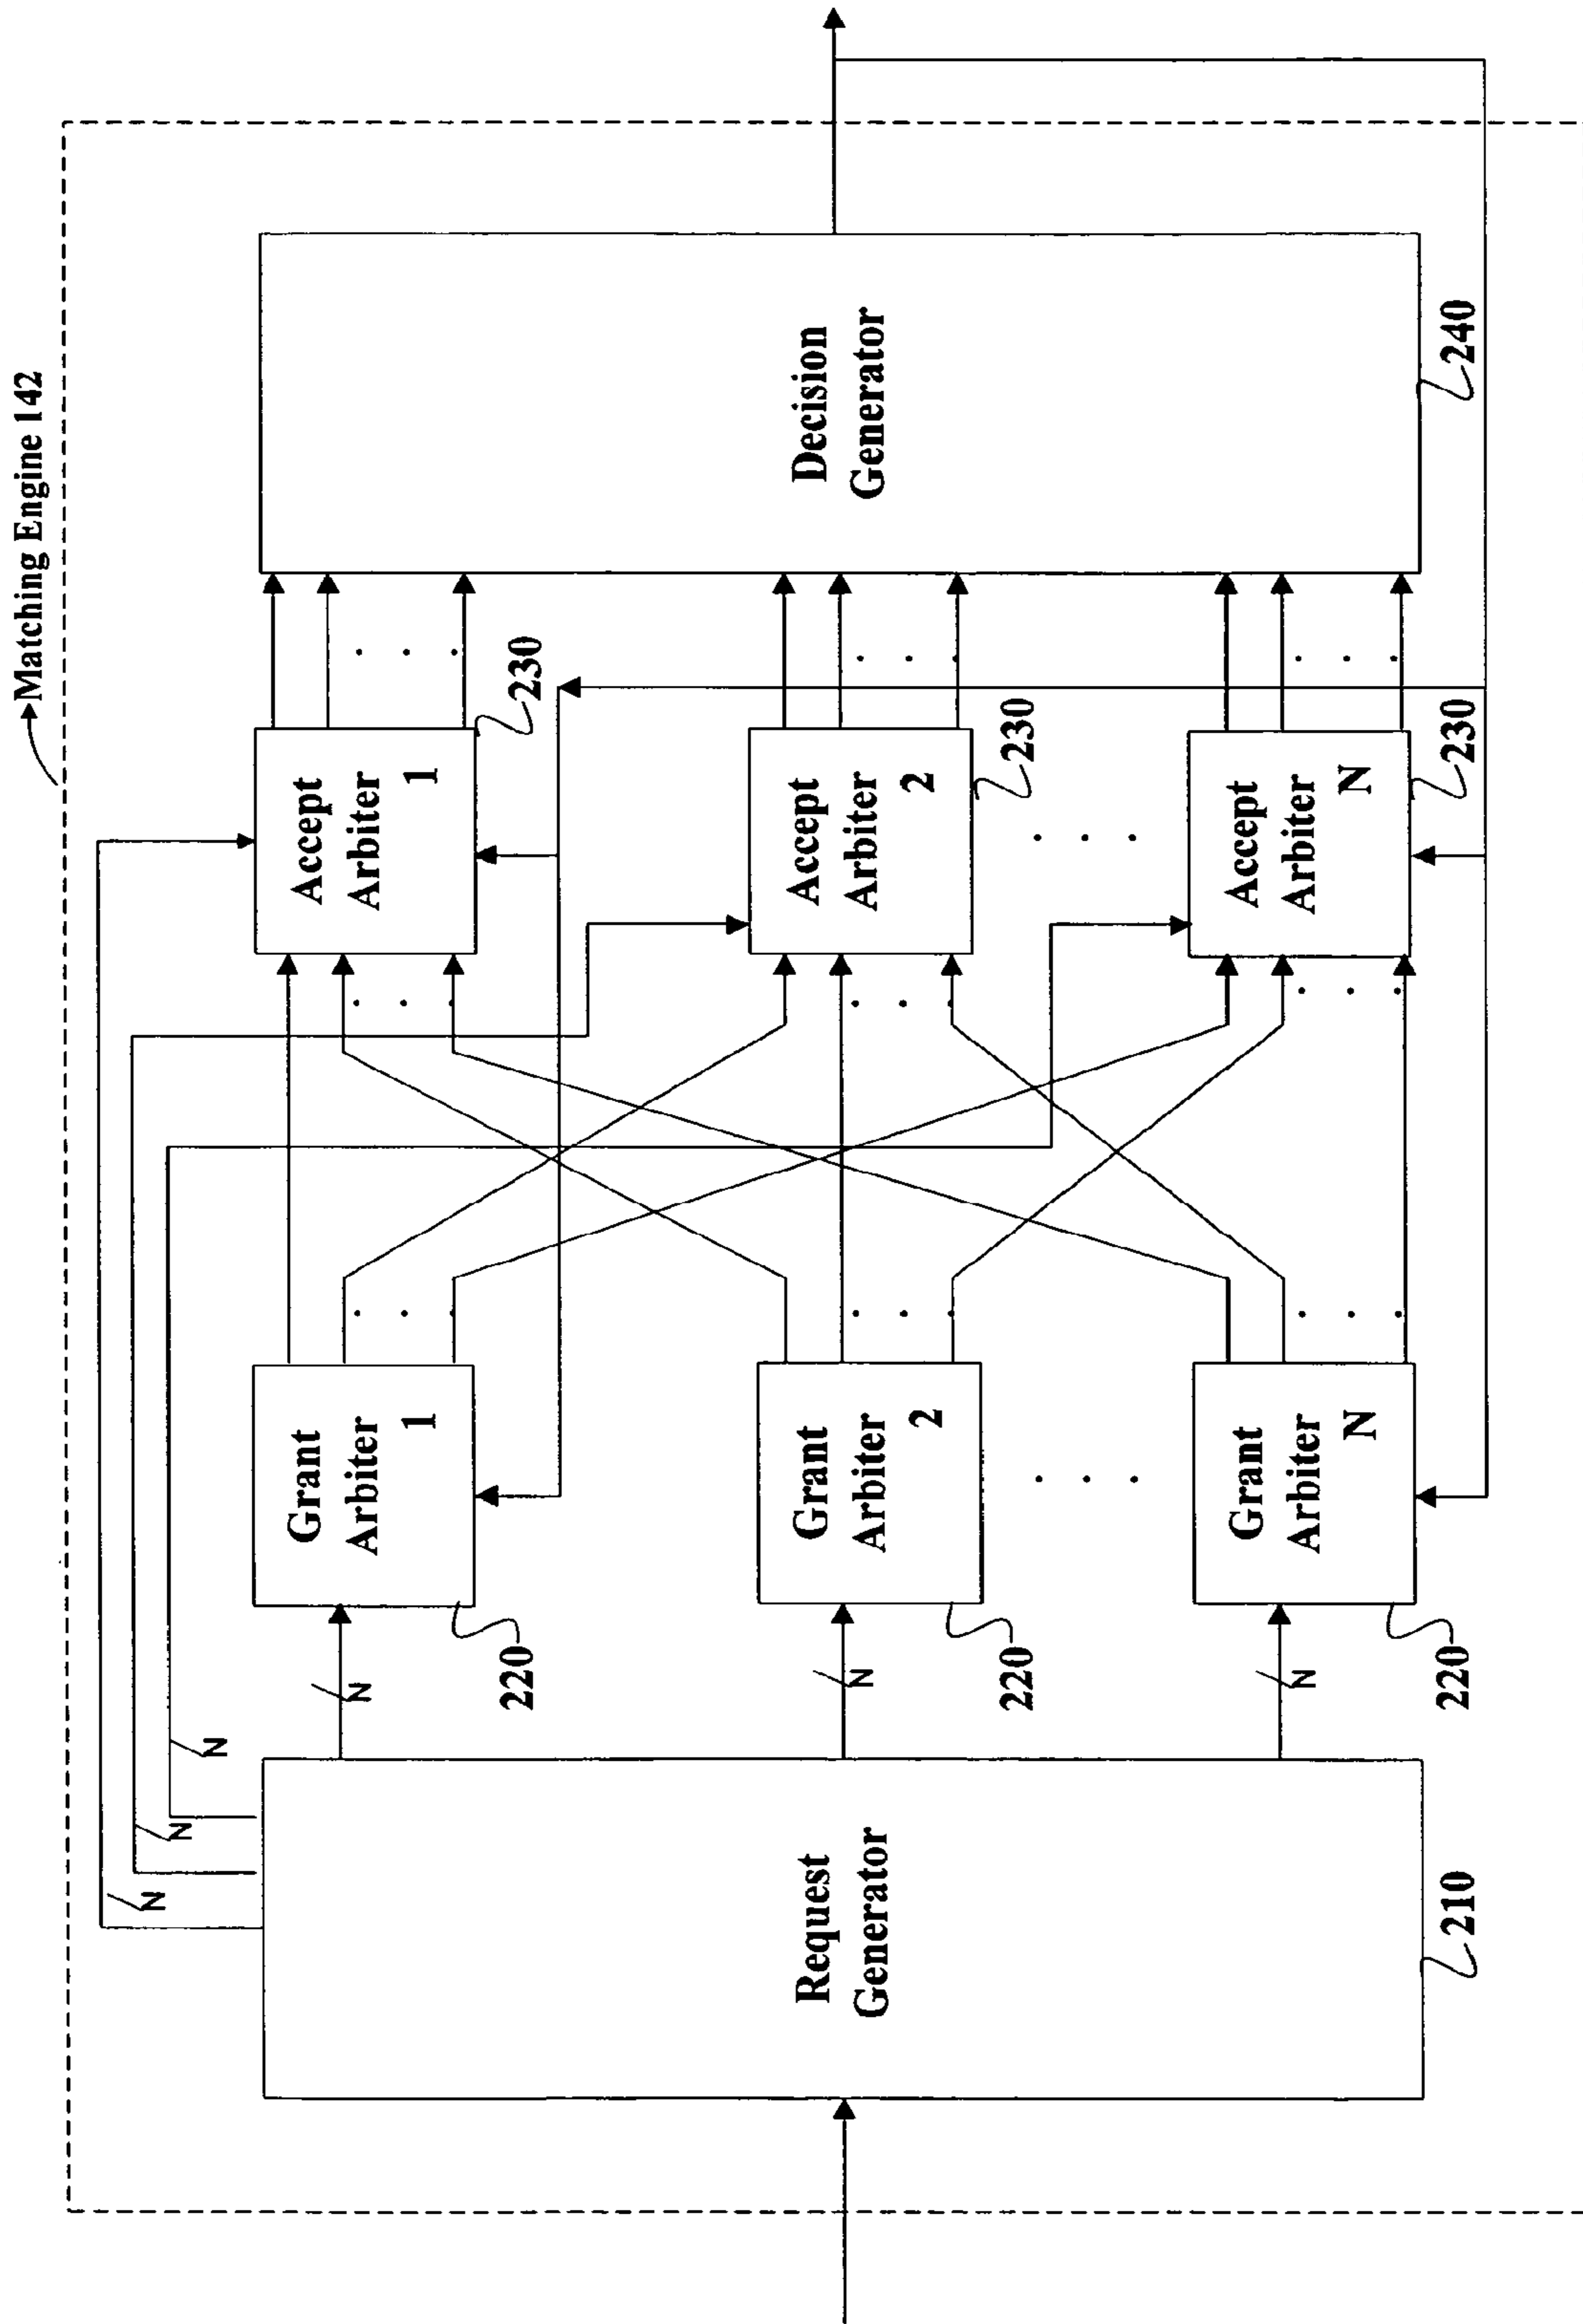 Matching Engine 142
Request
Generator
210
N
N
N
N
N
N
Grant
Arbiter
1
220
Grant
Arbiter
2
220
Grant
Arbiter
N
220
Accept
Arbiter
1
230
Accept
Arbiter
2
230
Accept
Arbiter
N
230
Decision
Generator
240